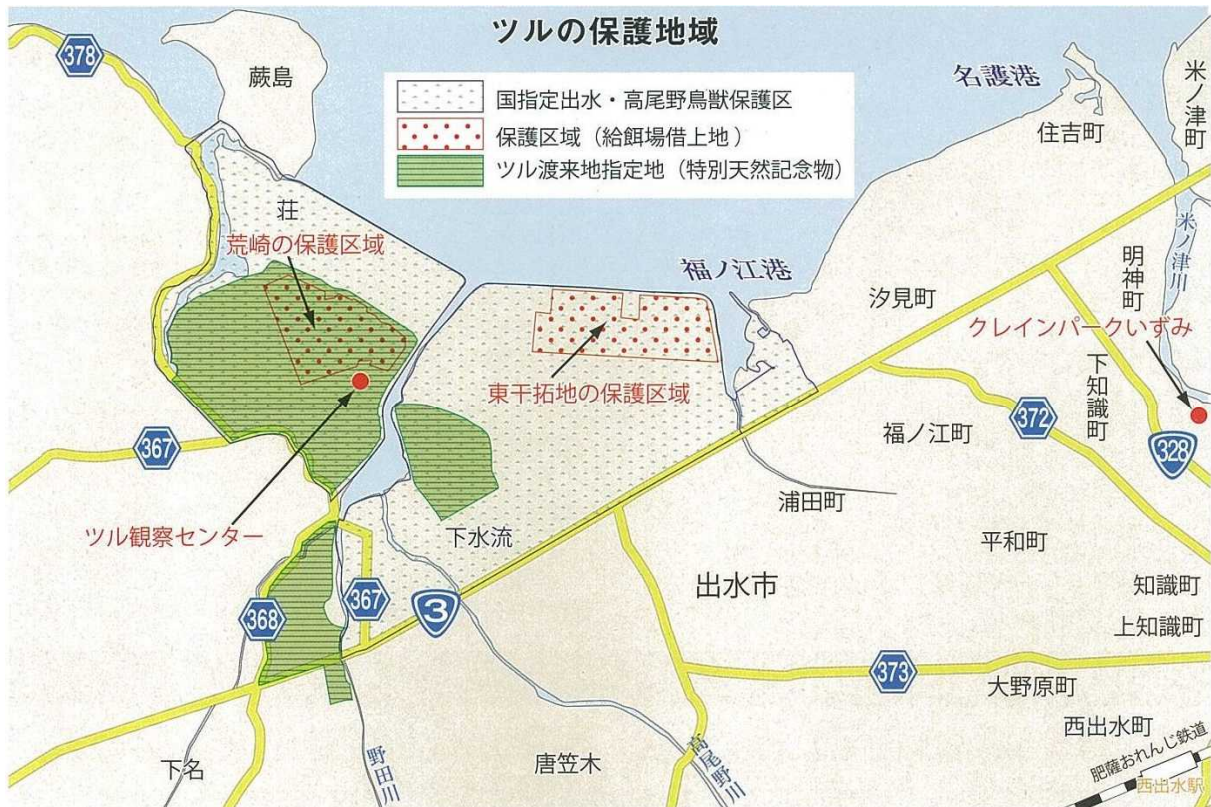 ツルの保護地域
国指定出水・高尾野鳥獣保護区
保護区域（給餌場借上地）
ツル渡来地指定地（特別天然記念物）
378
蕨島
名護港
米ノ津町
住吉町
荘
荒崎の保護区域
福ノ江港
米ノ津川
明神町
汐見町
クレインパークいずみ
東干拓地の保護区域
下知識町
367
福ノ江町
372
328
浦田町
ツル観察センター
下水流
平和町
出水市
知識町
368
367
3
上知識町
373
大野原町
西出水町
下名
野田川
唐笠木
高尾野川
肥薩おれんじ鉄道
西出水駅